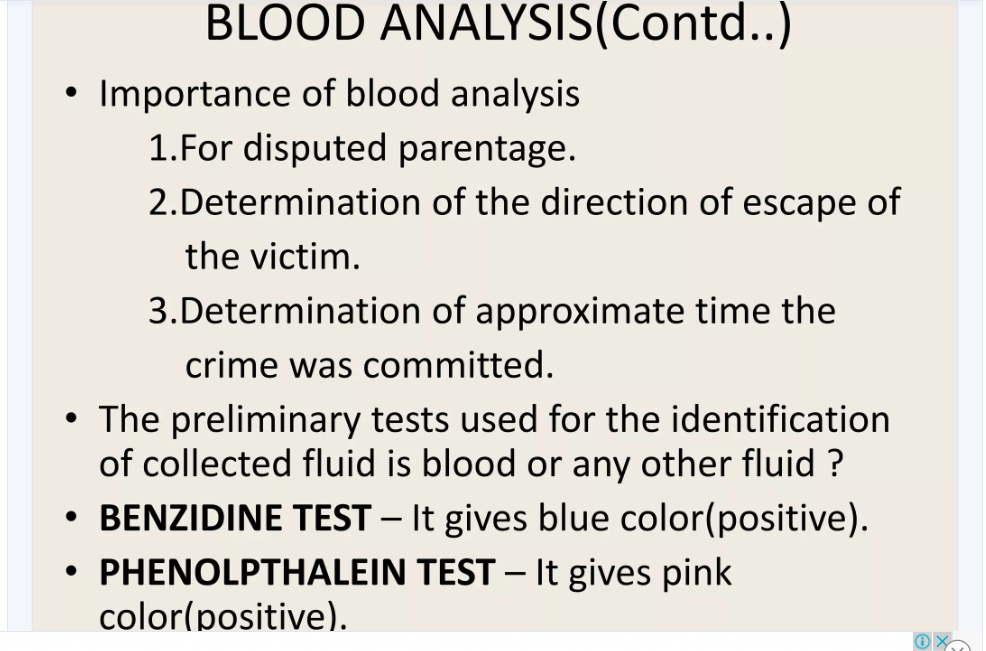 BLOOD ANALYSIS(Contd..)
• Importance of blood analysis
1.For disputed parentage.
2.Determination of the direction of escape of
the victim.
3.Determination of approximate time the
crime was committed.
• The preliminary tests used for the identification
of collected fluid is blood or any other fluid ?
• BENZIDINE TEST – It gives blue color(positive).
• PHENOLPTHALEIN TEST – It gives pink
color(positive).